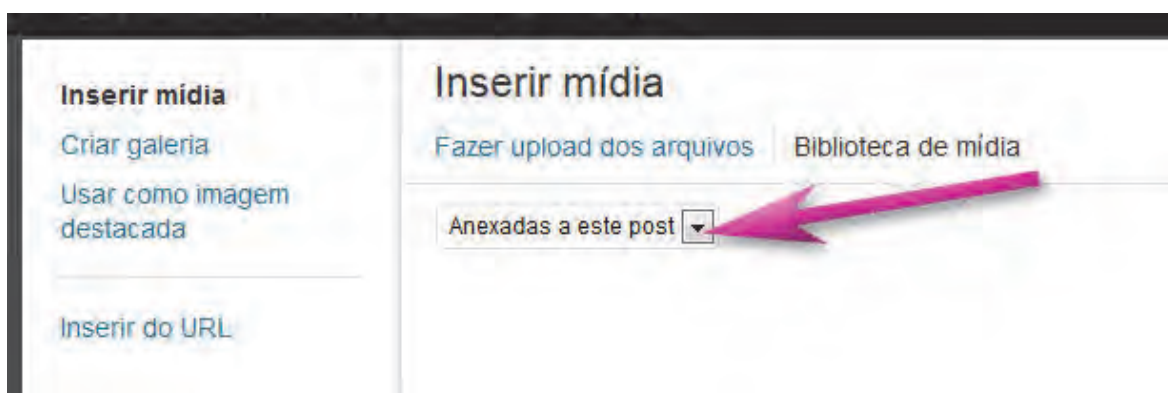 Inserir mídia
Criar galeria
Usar como imagem
destacada
Inserir do URL
Inserir mídia
Fazer upload dos arquivos
Biblioteca de mídia
Anexadas a este post